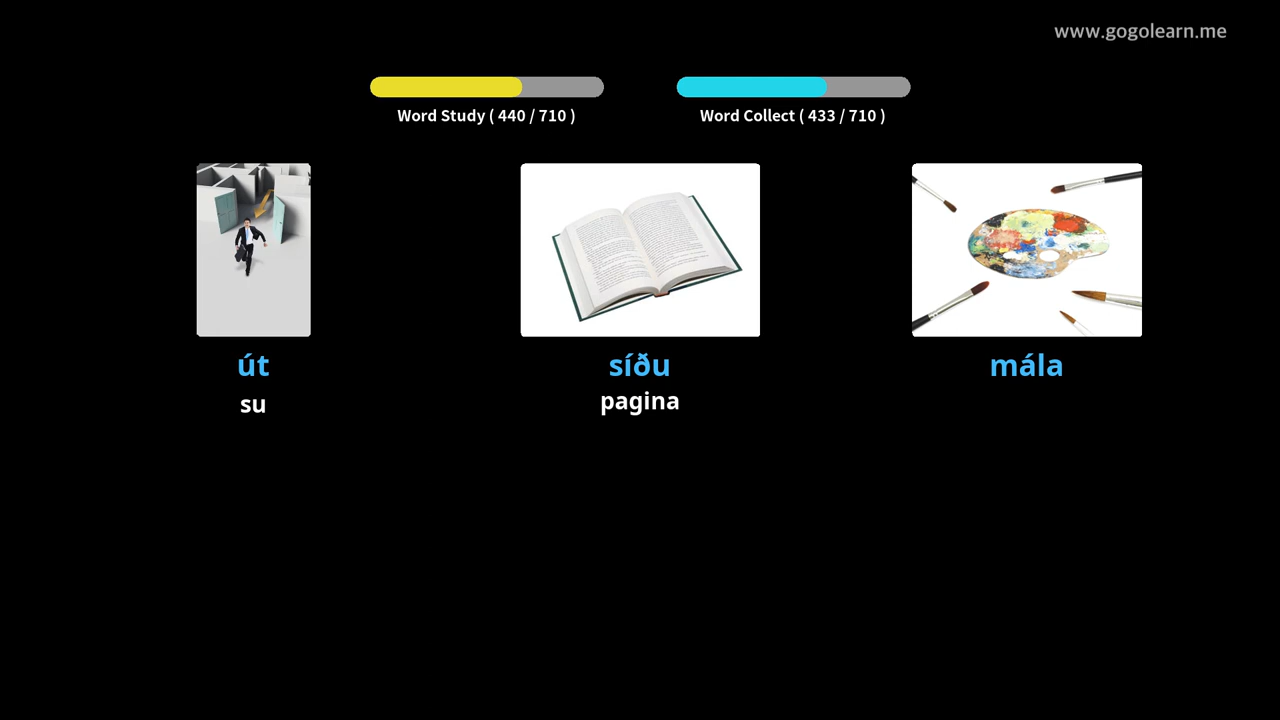 www.gogolearn.me
Word Study ( 440 / 710 )
Word Collect ( 433 / 710 )
út
síðu
mála
su
pagina